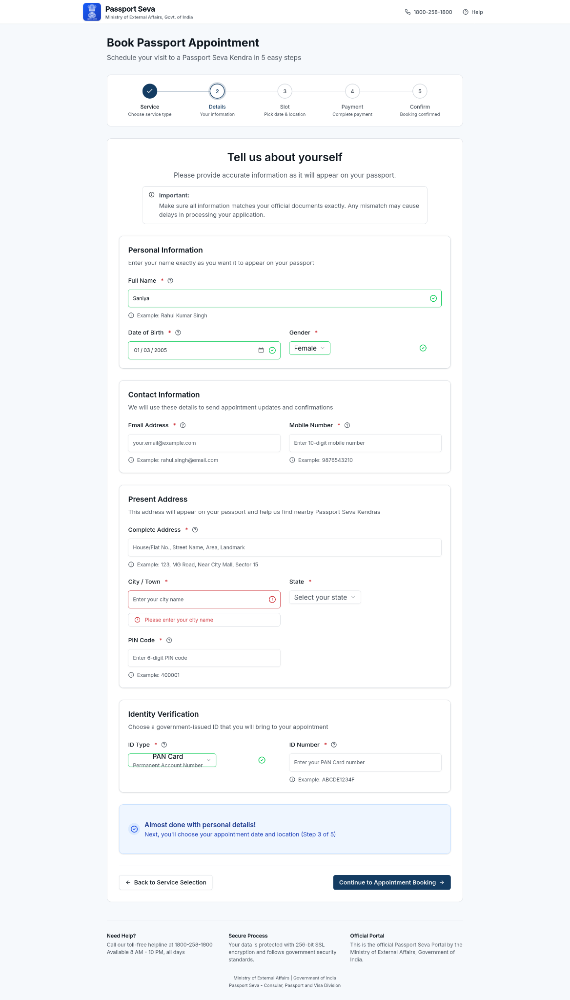 Passport Seva
Ministry of External Affairs, Govt. of India
1800-258-1800
Help
Book Passport Appointment
Schedule your visit to a Passport Seva Kendra in 5 easy steps
2
3
4
5
Service
Details
Slot
Payment
Confirm
Choose service type
Your information
Pick date & location
Complete payment
Booking confirmed
Tell us about yourself
Please provide accurate information as it will appear on your passport.
Important:
Make sure all information matches your official documents exactly. Any mismatch may cause
delays in processing your application.
Personal Information
Enter your name exactly as you want it to appear on your passport
Full Name *
Saniya
Example: Rahul Kumar Singh
Date of Birth *
Gender *
01 / 03 / 2005
Female
Contact Information
We will use these details to send appointment updates and confirmations
Email Address *
Mobile Number *
your.email@example.com
Enter 10-digit mobile number
Example: rahul.singh@email.com
Example: 9876543210
Present Address
This address will appear on your passport and help us find nearby Passport Seva Kendras
Complete Address *
House/Flat No., Street Name, Area, Landmark
Example: 123, MG Road, Near City Mall, Sector 15
City / Town *
State *
Enter your city name
Select your state
Please enter your city name
PIN Code *
Enter 6-digit PIN code
Example: 400001
Identity Verification
Choose a government-issued ID that you will bring to your appointment
ID Type *
ID Number *
PAN Card
Permanent Account Number
Enter your PAN Card number
Example: ABCDE1234F
Almost done with personal details!
Next, you'll choose your appointment date and location (Step 3 of 5)
Back to Service Selection
Continue to Appointment Booking
Need Help?
Call our toll-free helpline at 1800-258-1800
Available 8 AM - 10 PM, all days
Secure Process
Your data is protected with 256-bit SSL
encryption and follows government security
standards.
Official Portal
This is the official Passport Seva Portal by the
Ministry of External Affairs, Government of
India.
Ministry of External Affairs | Government of India
Passport Seva - Consular, Passport and Visa Division